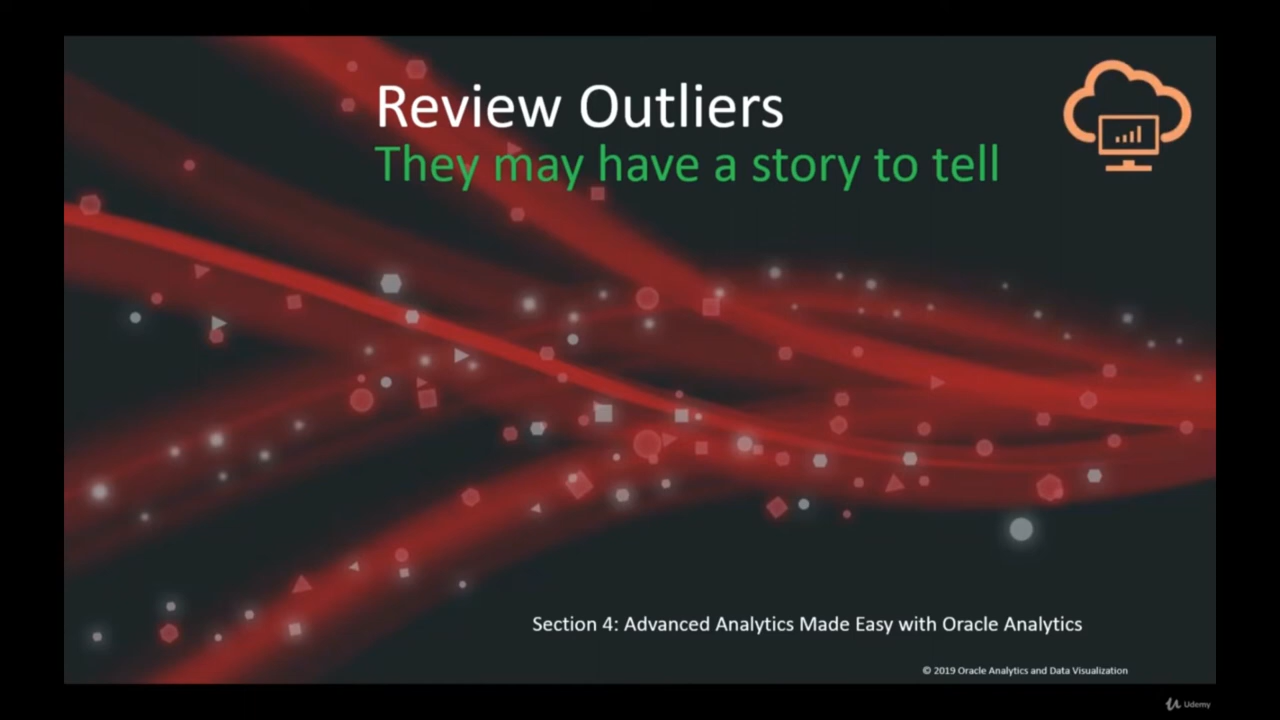 Review Outliers
They may have a story to tell
Section 4: Advanced Analytics Made Easy with Oracle Analytics
© 2019 Oracle Analytics and Data Visualization
Udemy